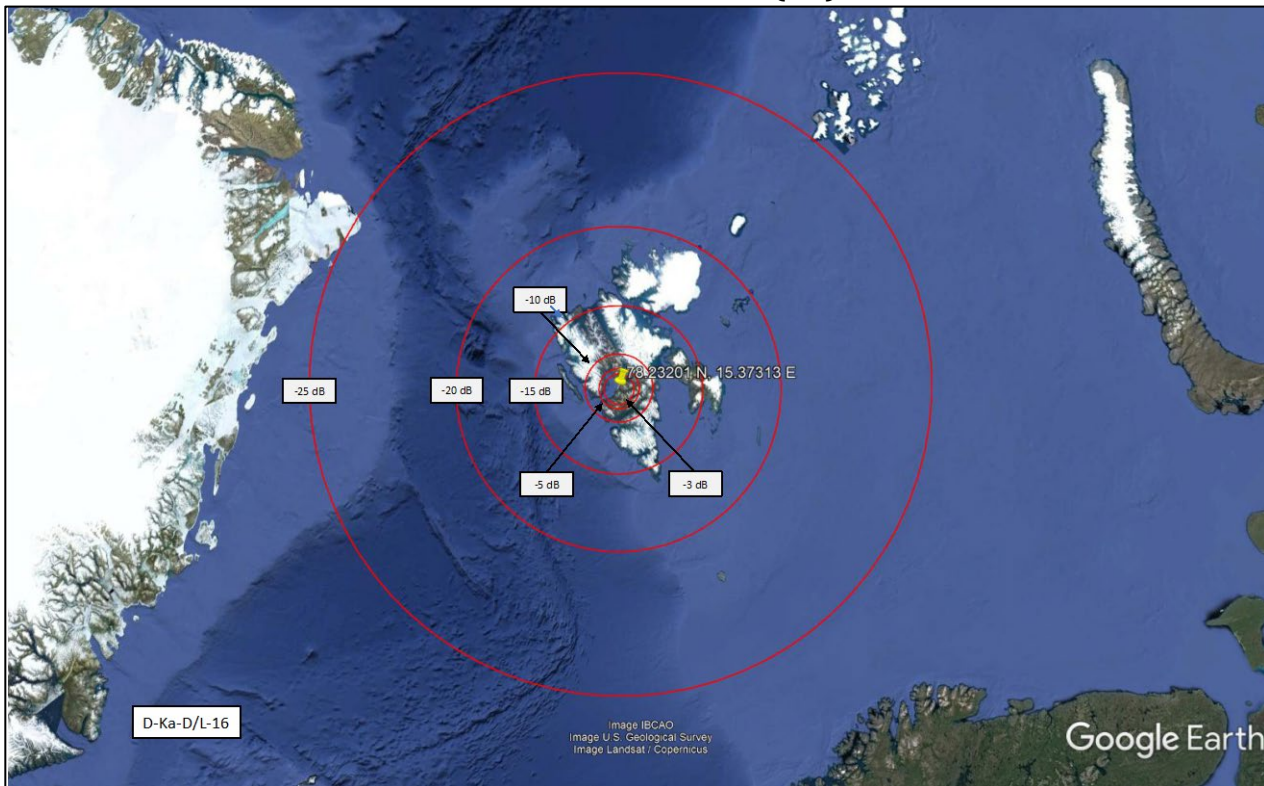 -10 dB
78.23201 N, 15.37313 E
-25 dB
-20 dB
-15 dB
-5 dB
-3 dB
D-Ka-D/L-16
Image IBCAO
Image U.S. Geological Survey
Image Landsat / Copernicus
Google Earth